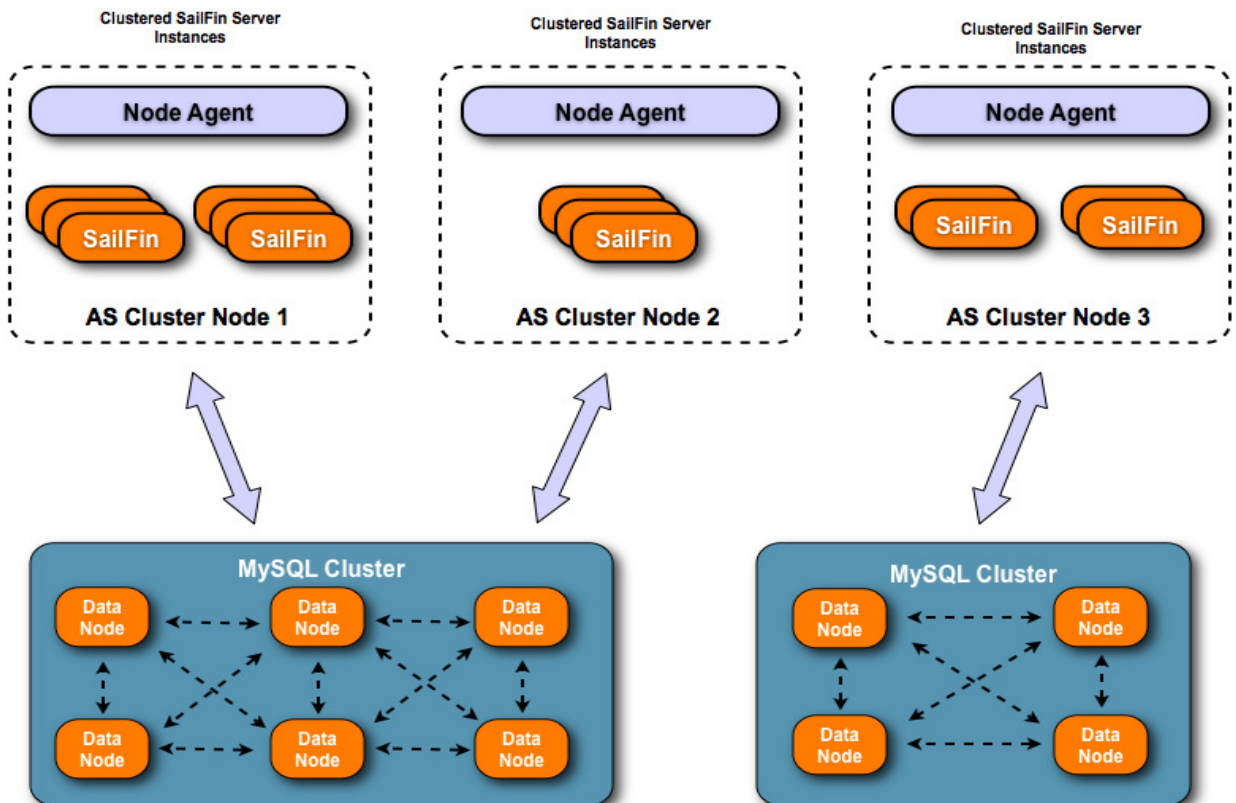 Clustered SailFin Server
Instances
Clustered SailFin Server
Instances
Clustered SailFin Server
Instances
Node Agent
Node Agent
Node Agent
SailFin
SailFin
SailFin
SailFin
SailFin
AS Cluster Node 1
AS Cluster Node 2
AS Cluster Node 3
MySQL Cluster
Data
Node
Data
Node
Data
Node
Data
Node
Data
Node
Data
Node
MySQL Cluster
Data
Node
Data
Node
Data
Node
Data
Node